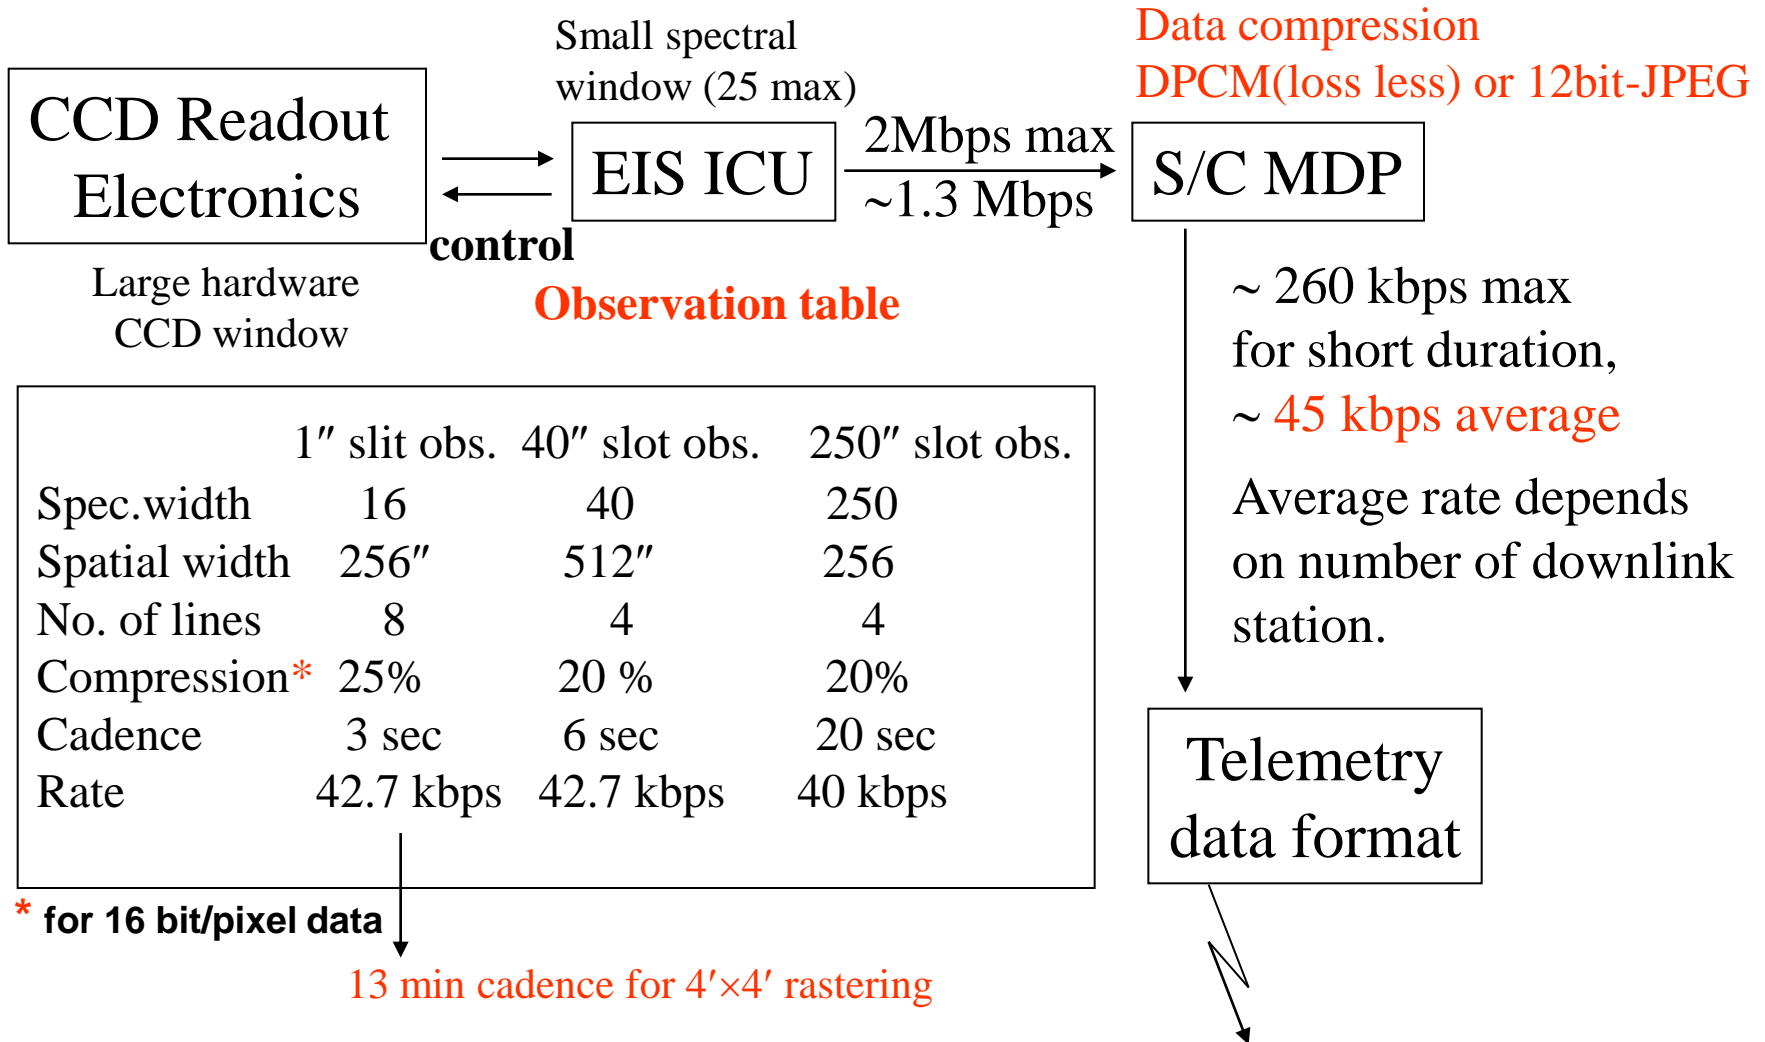 Small spectral
window (25 max)
Data compression
DPCM(loss less) or 12bit-JPEG
CCD Readout
Electronics
EIS ICU
2Mbps max
~1.3 Mbps
S/C MDP
control
Large hardware
CCD window
Observation table
~ 260 kbps max
for short duration,
~ 45 kbps average
Average rate depends
on number of downlink
station.
1″ slit obs. 40″ slot obs. 250″ slot obs.
Spec.width 16 40 250
Spatial width 256″ 512″ 256
No. of lines 8 4 4
Compression* 25% 20 % 20%
Cadence 3 sec 6 sec 20 sec
Rate 42.7 kbps 42.7 kbps 40 kbps
* for 16 bit/pixel data
13 min cadence for 4′×4′ rastering
Telemetry
data format